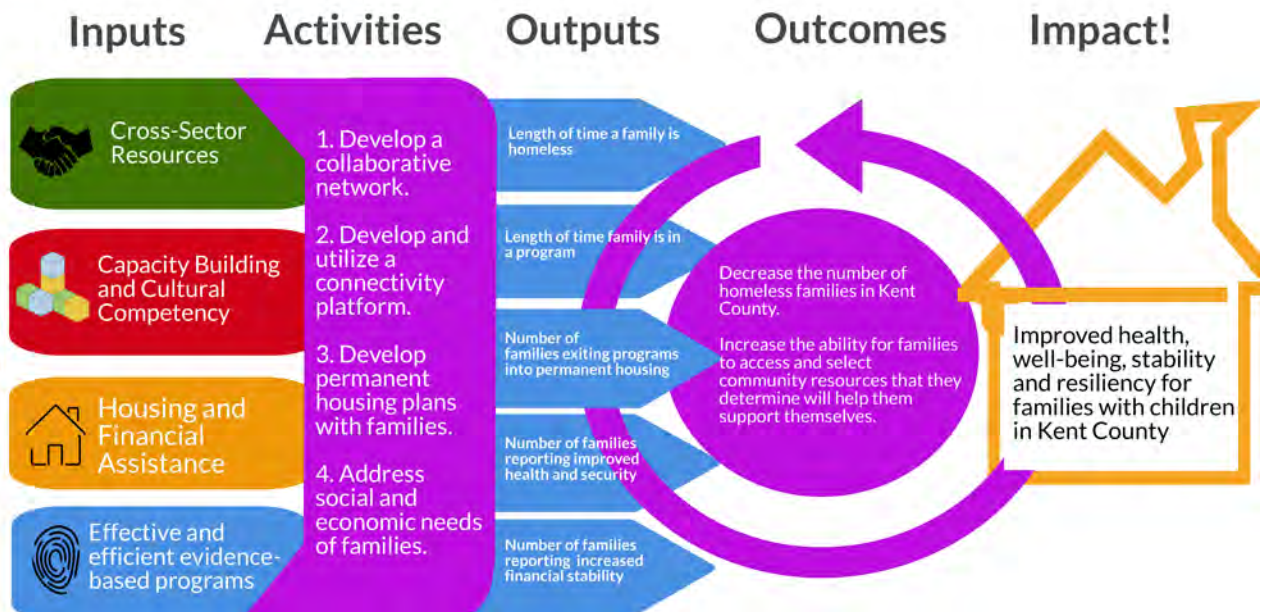 Inputs
Activities
Outputs
Outcomes
Impact!
Cross-Sector
Resources
Capacity Building
and Cultural
Competency
Housing and
Financial
Assistance
Effective and
efficient evidence-
based programs
1. Develop a
collaborative
network.
2. Develop and
utilize a
connectivity
platform.
3. Develop
permanent
housing plans
with families.
4. Address
social and
economic needs
of families.
Length of time a family is
homeless
Length of time family is in
a program
Number of
families exiting programs
into permanent housing
Number of families
reporting improved
health and security
Number of families
reporting increased
financial stability
Decrease the number of
homeless families in Kent
County.
Increase the ability for families
to access and select
community resources that they
determine will help them
support themselves.
Improved health,
well-being, stability
and resiliency for
families with children
in Kent County